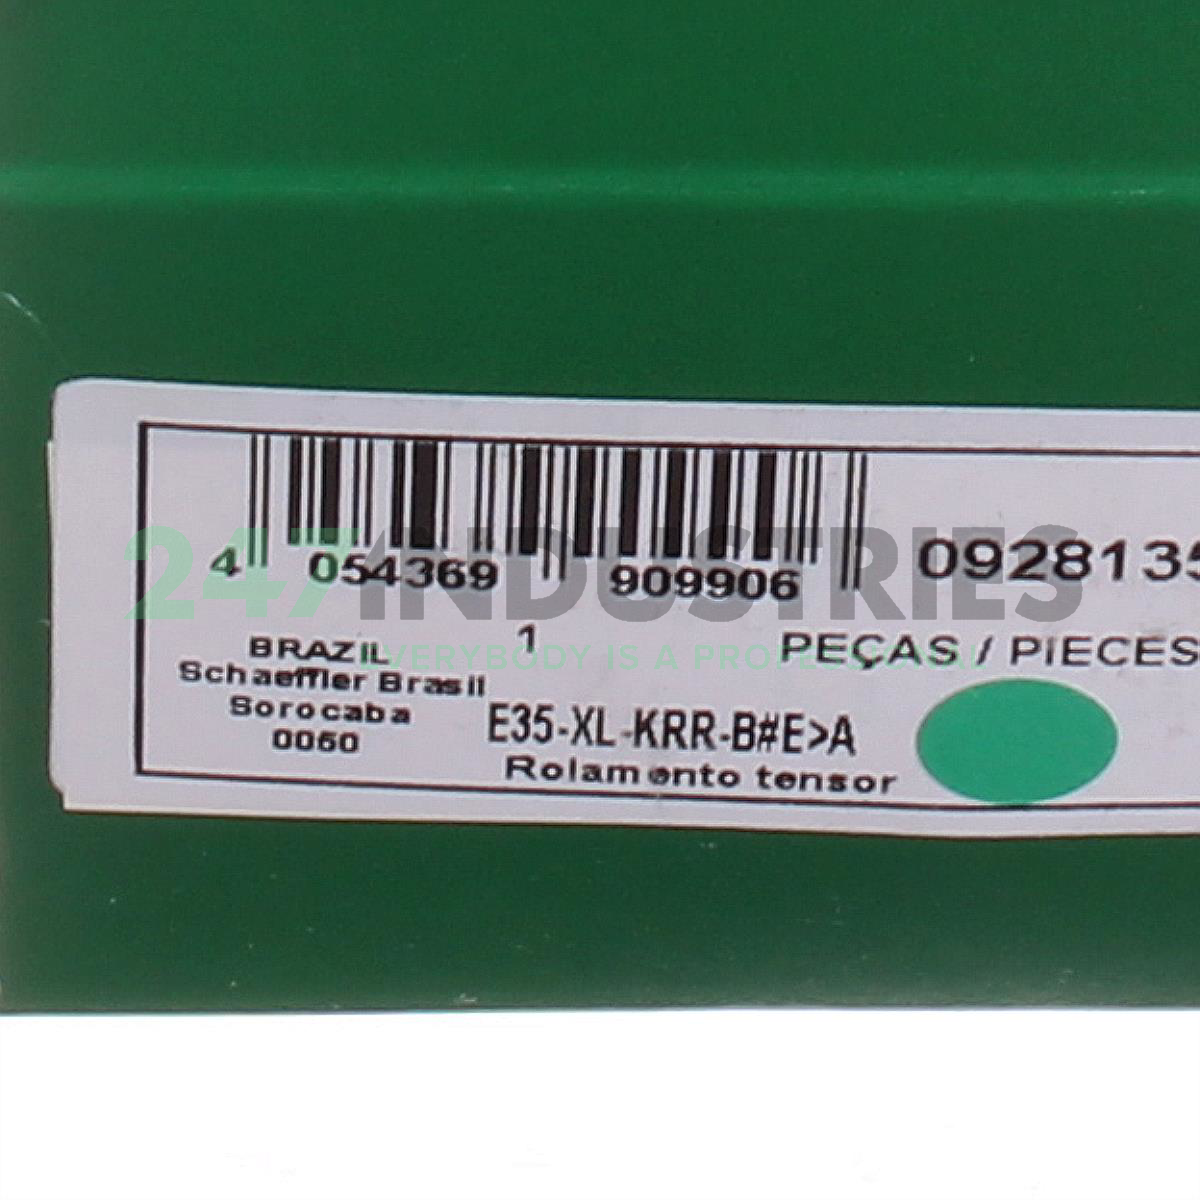 4 054369 909906
0928135
1 PEÇAS / PIECES
BRAZIL
Schaeffler Brasil
Sorocaba
0060
E35-XL-KRR-B#E>A
Rolamento tensor
247INDUSTRIES
EVERYBODY IS A PROFESSIONAL